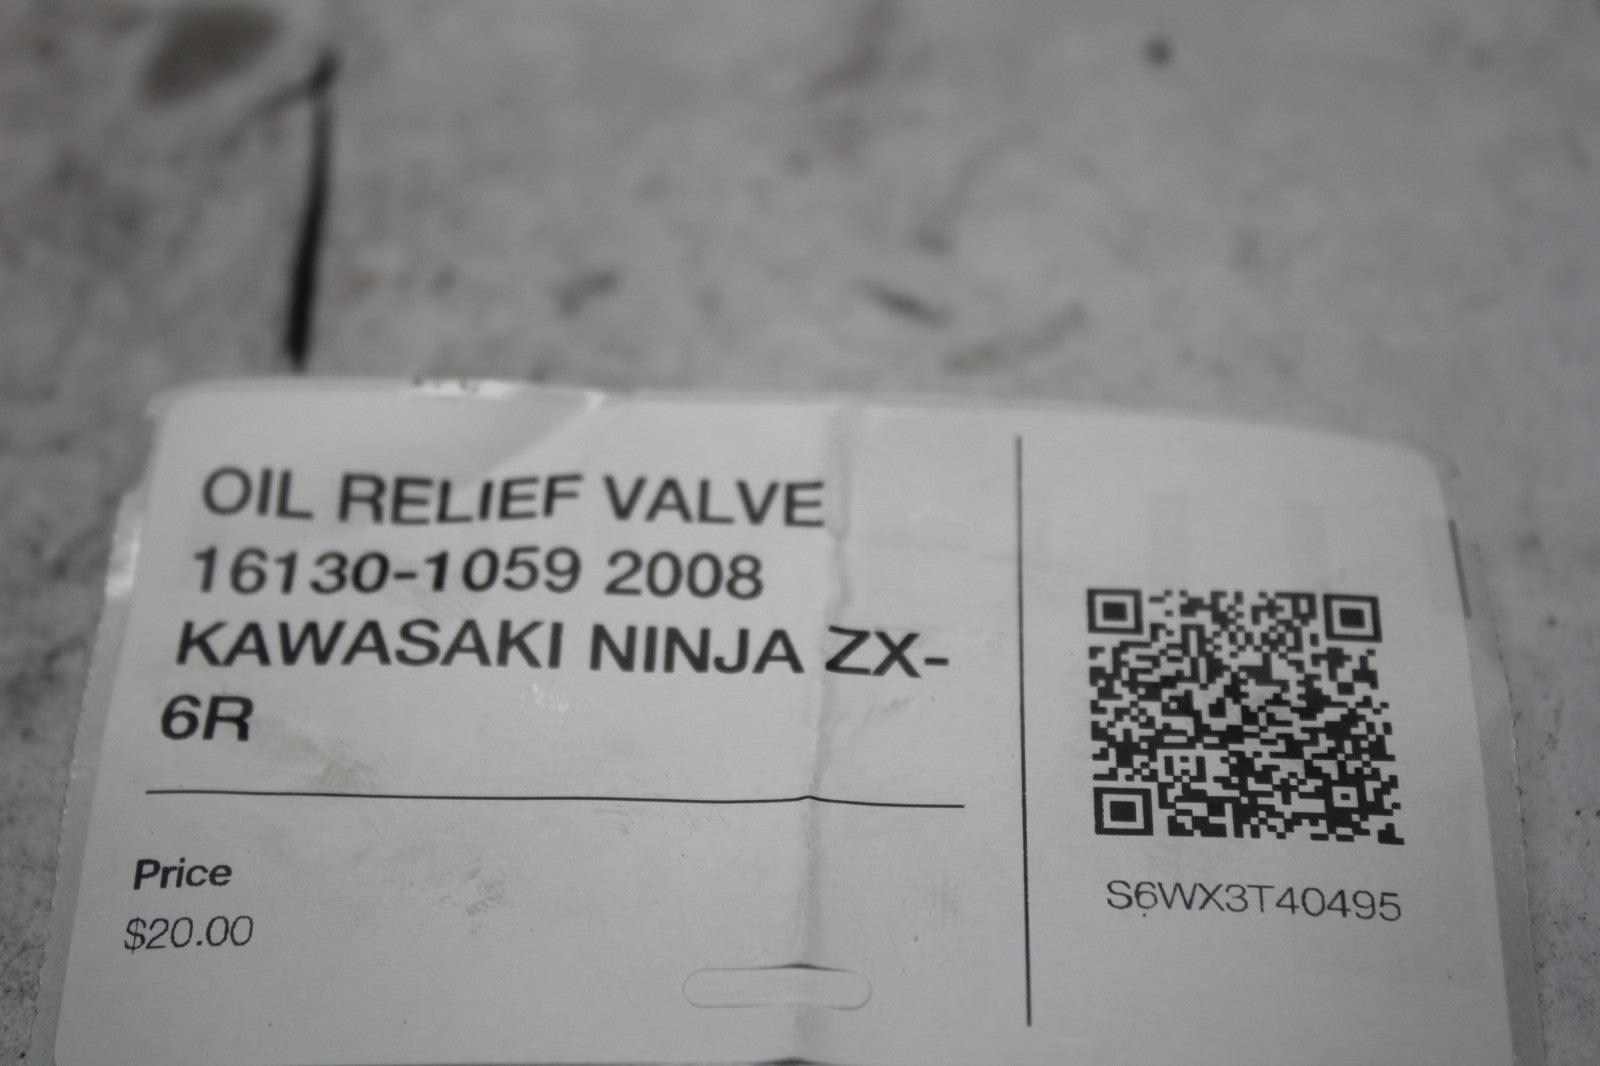 OIL RELIEF VALVE
16130-1059 2008
KAWASAKI NINJA ZX-
6R
Price
$20.00
S6WX3T40495